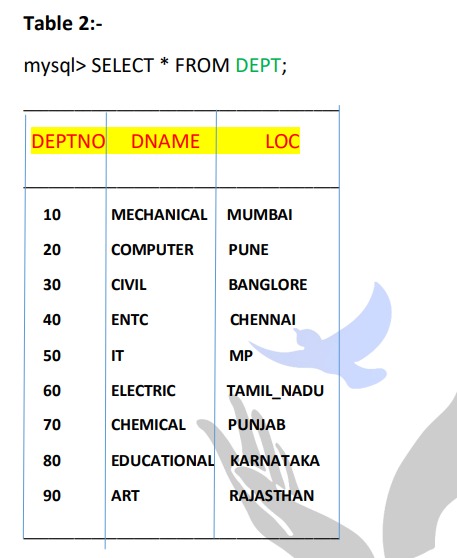 Table 2:-
mysql> SELECT * FROM DEPT;
DEPTNO DNAME LOC
10 MECHANICAL MUMBAI
20 COMPUTER PUNE
30 CIVIL BANGLORE
40 ENTC CHENNAI
50 IT MP
60 ELECTRIC TAMIL_NADU
70 CHEMICAL PUNJAB
80 EDUCATIONAL KARNATAKA
90 ART RAJASTHAN